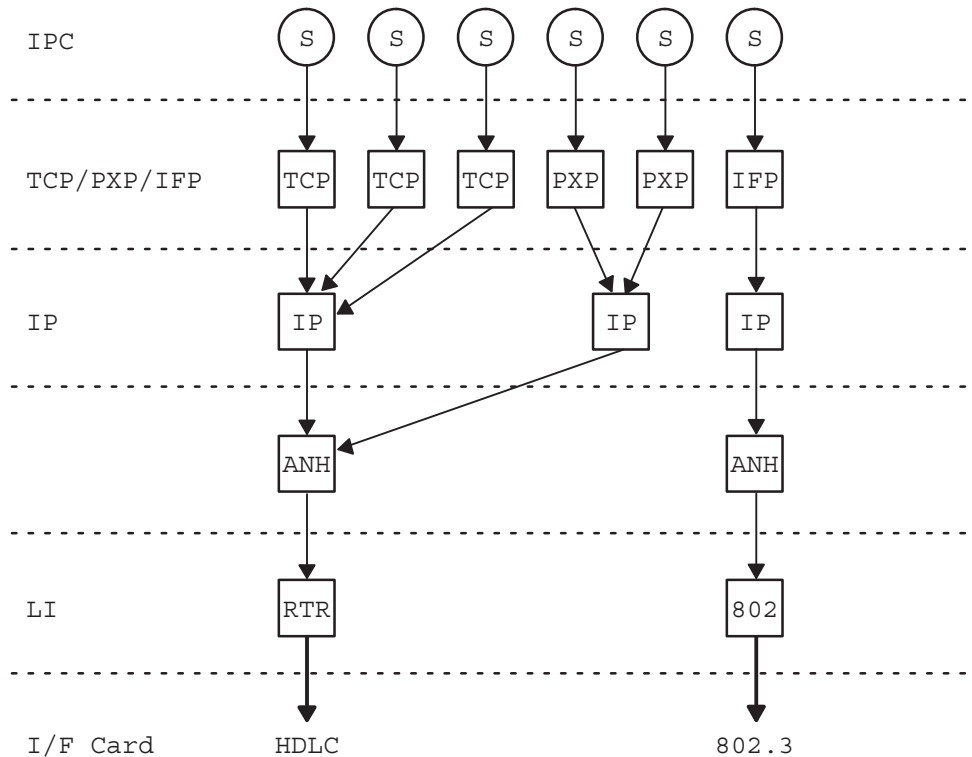 IPC S S S S S S
TCP/PXP/IFP TCP TCP TCP PXP PXP IFP
IP IP IP IP
ANH ANH
LI RTR 802
I/F Card HDLC 802.3